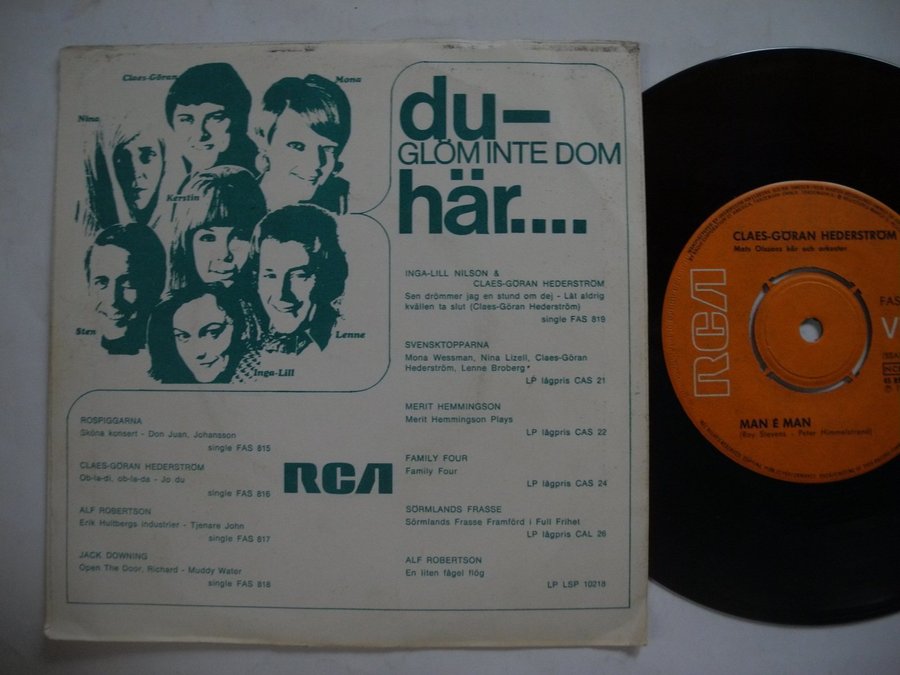 Claes-Göran
Mona
Nina
Kerstin
Sten
Lenne
Inga-Lill
du–
GLÖM INTE DOM
här....
INGA-LILL NILSON &
CLAES-GÖRAN HEDERSTRÖM
Sen drömmer jag en stund om dej - Låt aldrig
kvällen ta slut (Claes-Göran Hederström)
single FAS 819
SVENSKTOPPARNA
Mona Wessman, Nina Lizell, Claes-Göran
Hederström, Lenne Broberg
LP lågpris CAS 21
MERIT HEMMINGSON
Merit Hemmingson Plays
LP lågpris CAS 22
FAMILY FOUR
Family Four
LP lågpris CAS 24
SÖRMLANDS FRASSE
Sörmlands Frasse Framförd i Full Frihet
LP lågpris CAL 26
ALF ROBERTSON
En liten fågel flög
LP LSP 10218
ROSPIGGARNA
Sköna konsert - Don Juan, Johansson
single FAS 815
CLAES-GÖRAN HEDERSTRÖM
Ob-la-di, ob-la-da - Jo du
single FAS 816
ALF ROBERTSON
Erik Hultbergs industrier - Tjenare John
single FAS 817
JACK DOWNING
Open The Door, Richard - Muddy Water
single FAS 818
RCA
CLAES-GÖRAN HEDERSTRÖM
Mats Olssons kör och orkester
FAS
RCA
MAN E MAN
(Ray Stevens - Peter Himmelstrand)